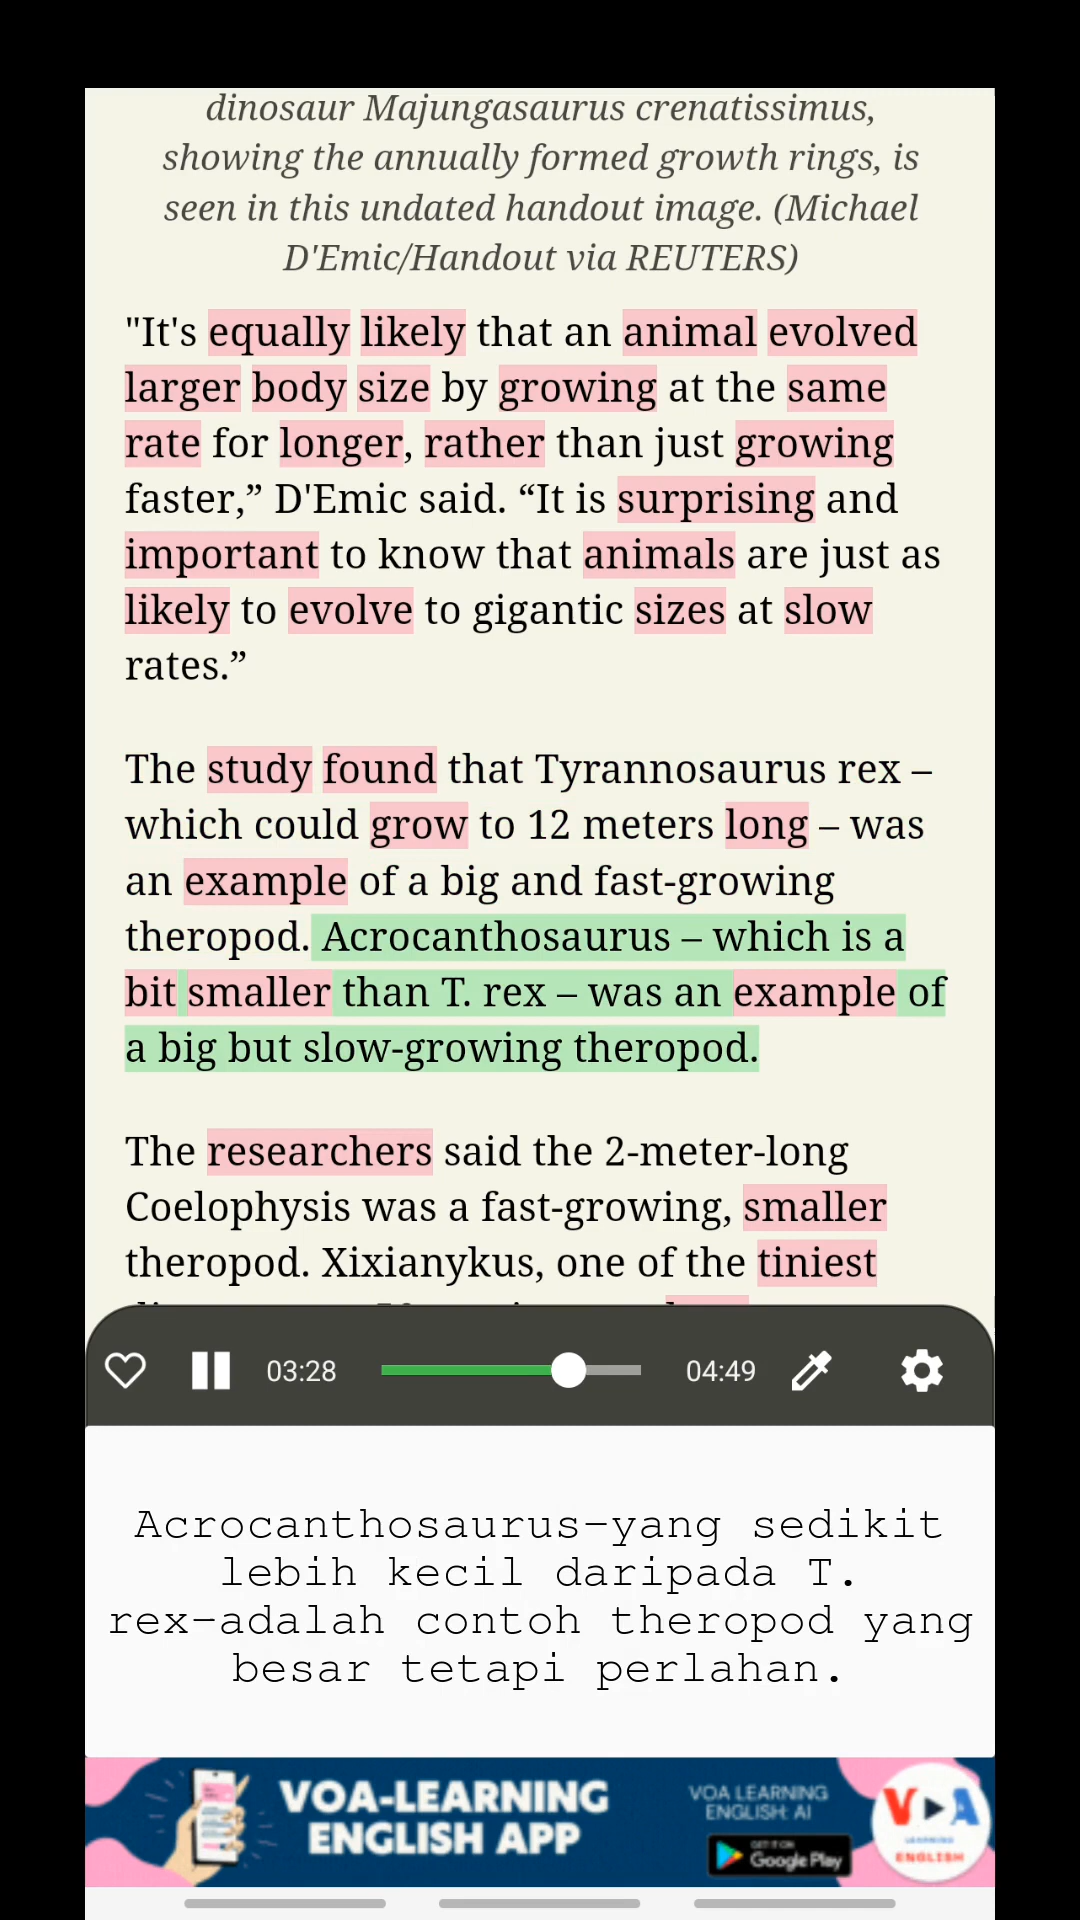 dinosaur Majungasaurus crenatissimus,
showing the annually formed growth rings, is
seen in this undated handout image. (Michael
D'Emic/Handout via REUTERS)
"It's equally likely that an animal evolved
larger body size by growing at the same
rate for longer, rather than just growing
faster,” D'Emic said. “It is surprising and
important to know that animals are just as
likely to evolve to gigantic sizes at slow
rates.”
The study found that Tyrannosaurus rex –
which could grow to 12 meters long – was
an example of a big and fast-growing
theropod. Acrocanthosaurus – which is a
bit smaller than T. rex – was an example of
a big but slow-growing theropod.
The researchers said the 2-meter-long
Coelophysis was a fast-growing, smaller
theropod. Xixianykus, one of the tiniest
03:28
04:49
Acrocanthosaurus-yang sedikit
lebih kecil daripada T.
rex-adalah contoh theropod yang
besar tetapi perlahan.
VOA-LEARNING
ENGLISH APP
VOA LEARNING
ENGLISH: AI
GET IT ON
Google Play
VOA
LEARNING
ENGLISH